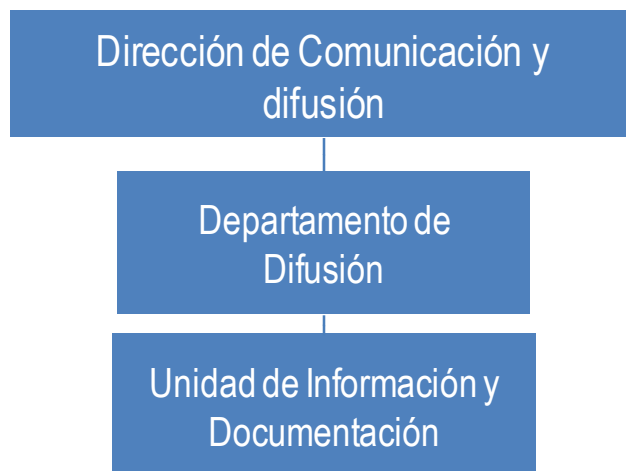 Dirección de Comunicación y
difusión
Departamento de
Difusión
Unidad de Información y
Documentación